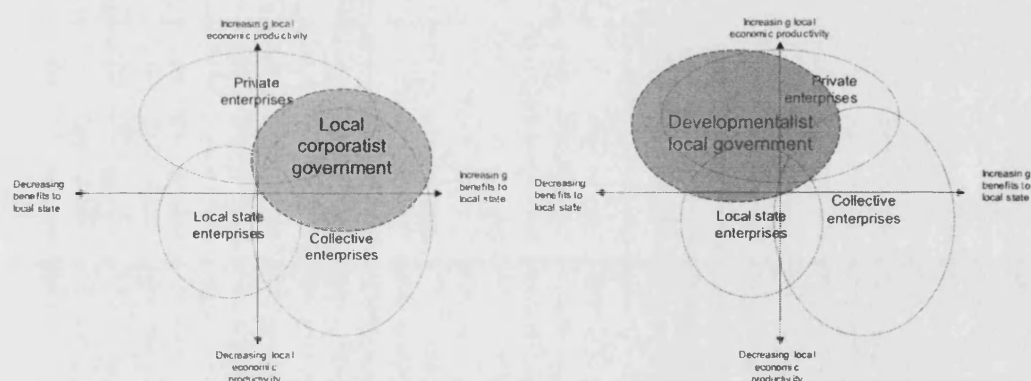 Increasing local
economic productivity
Private
enterprises
Local
corporatist
government
Decreasing
benefits to
local state
Increasing
benefits to
local state
Local state
enterprises
Collective
enterprises
Decreasing local
economic
productivity
Increasing local
economic productivity
Private
enterprises
Developmentalist
local government
Decreasing
benefits to
local state
Increasing
benefits to
local state
Local state
enterprises
Collective
enterprises
Decreasing local
economic
productivity